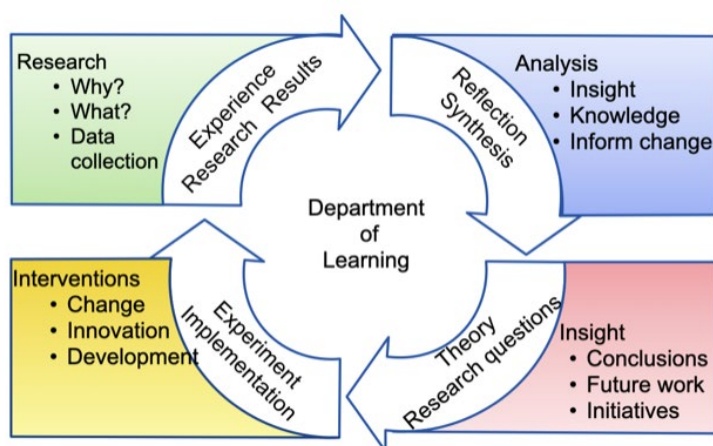 Research
• Why?
• What?
• Data
collection
Experience
Research Results
Reflection
Synthesis
Analysis
• Insight
• Knowledge
• Inform change
Department
of
Learning
Interventions
• Change
• Innovation
• Development
Experiment
Implementation
Theory
Research questions
Insight
• Conclusions
• Future work
• Initiatives